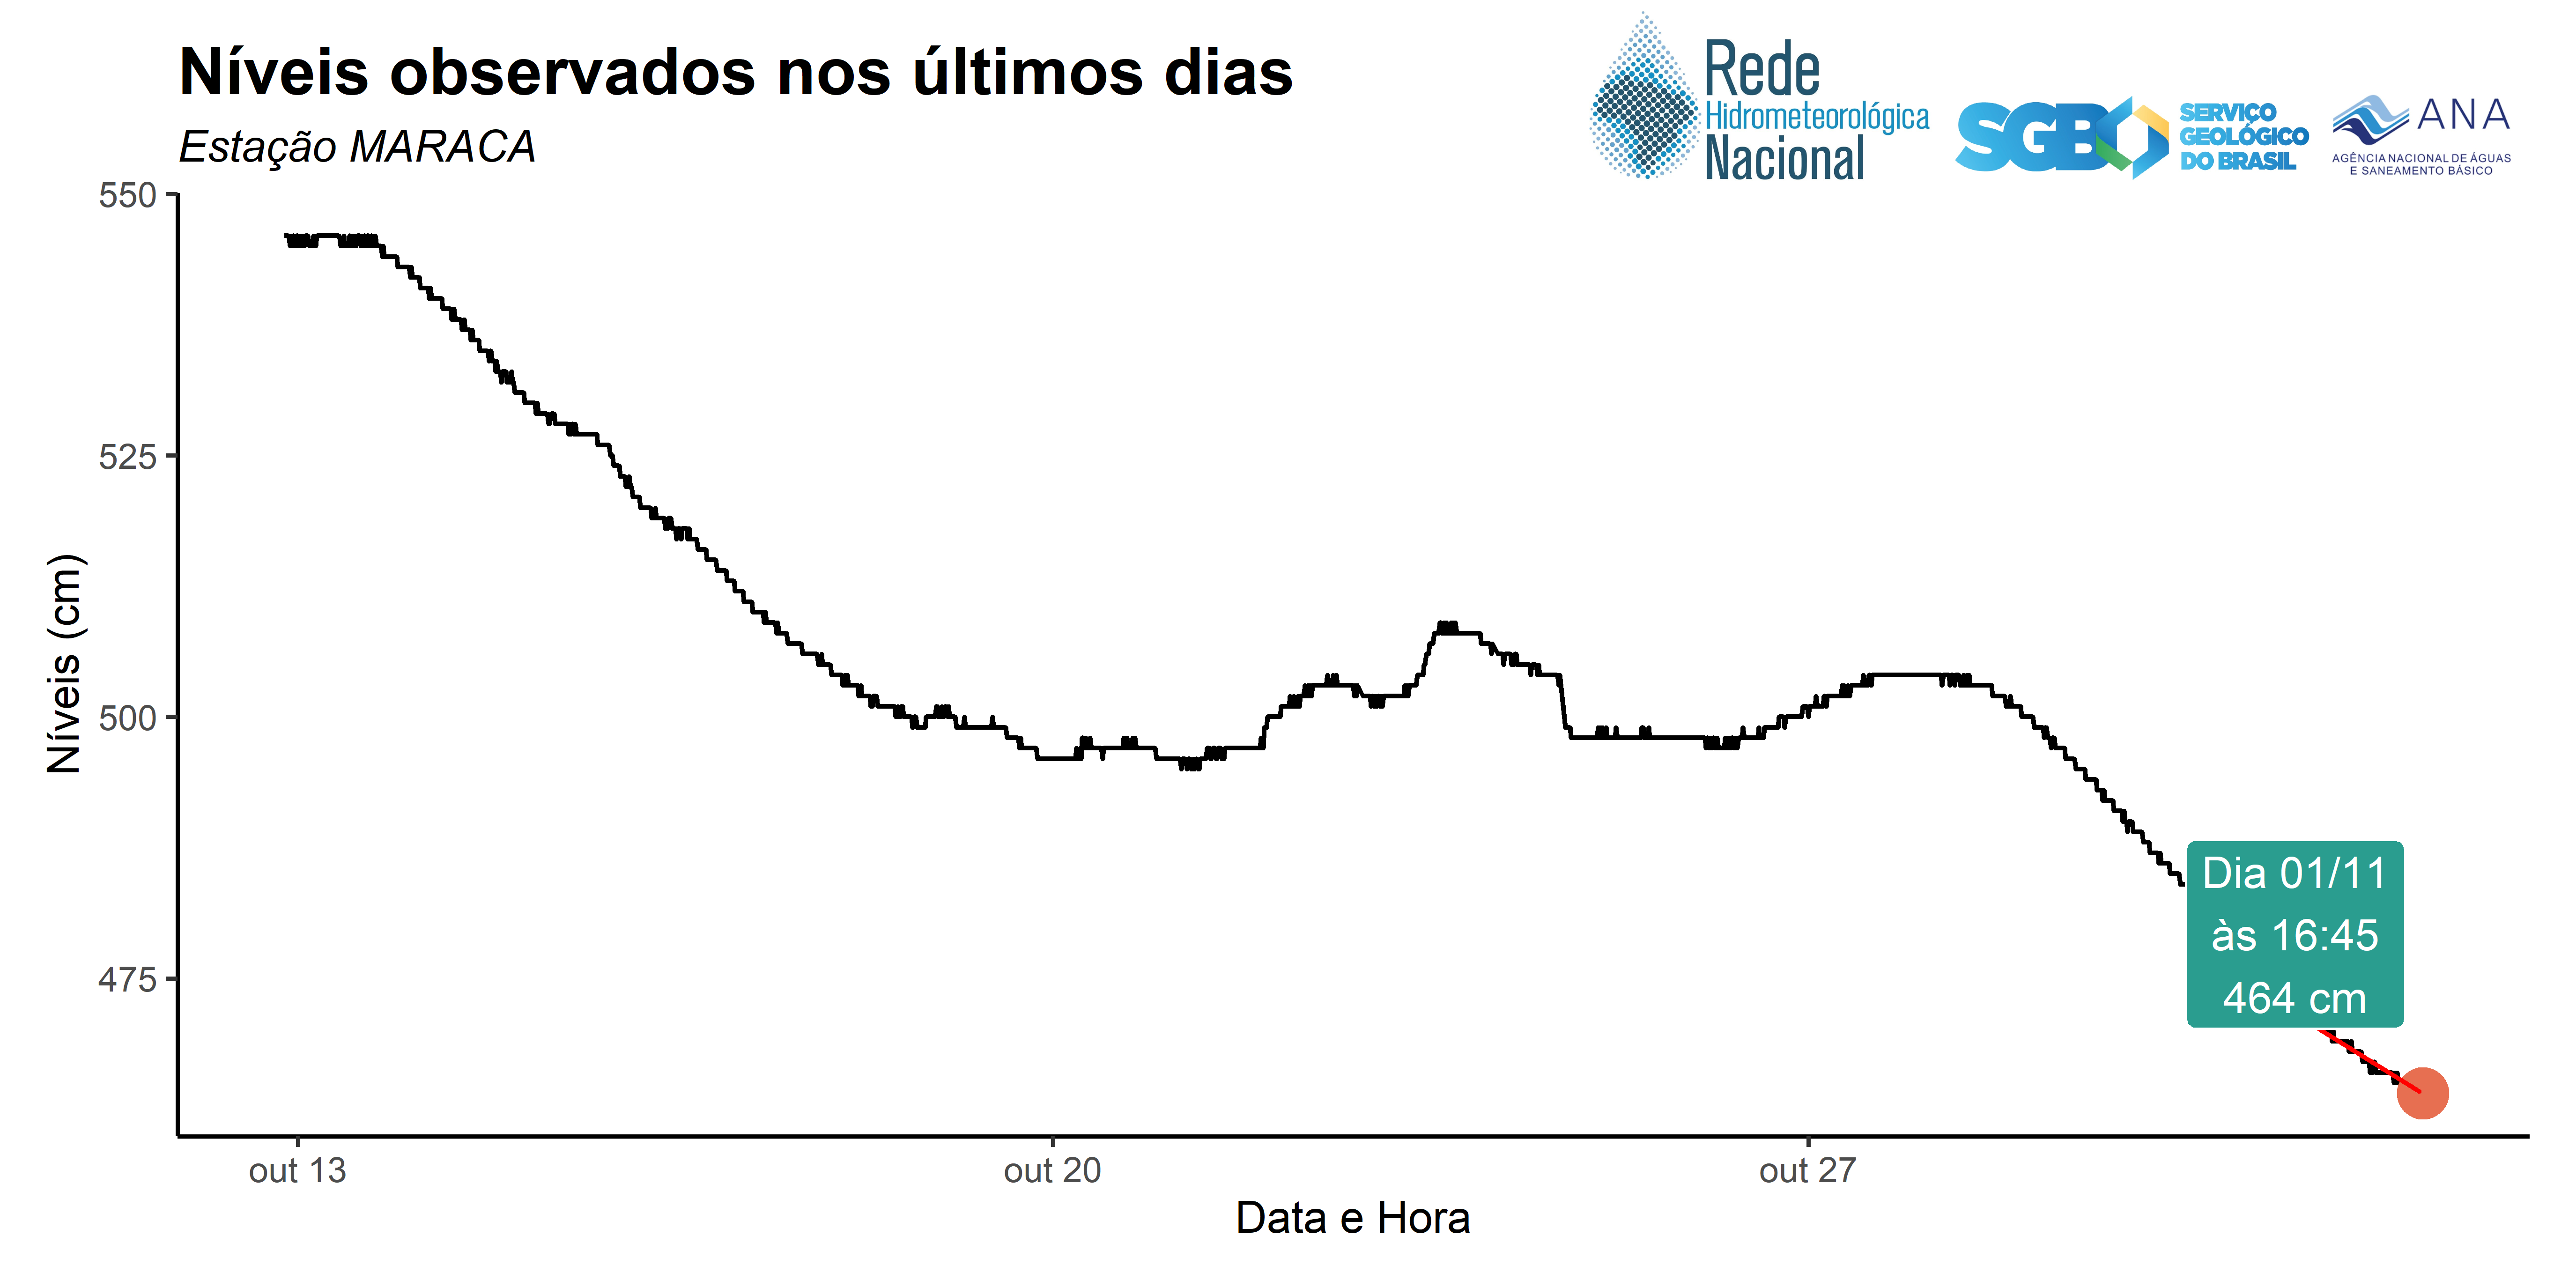 Níveis observados nos últimos dias
Estação MARACA
Rede
Hidrometeorológica
Nacional
SGB
SERVIÇO
GEOLÓGICO
DO BRASIL
ANA
AGÊNCIA NACIONAL DE ÁGUAS
E SANEAMENTO BÁSICO
Níveis (cm)
550
525
500
475
Dia 01/11
às 16:45
464 cm
out 13
out 20
out 27
Data e Hora